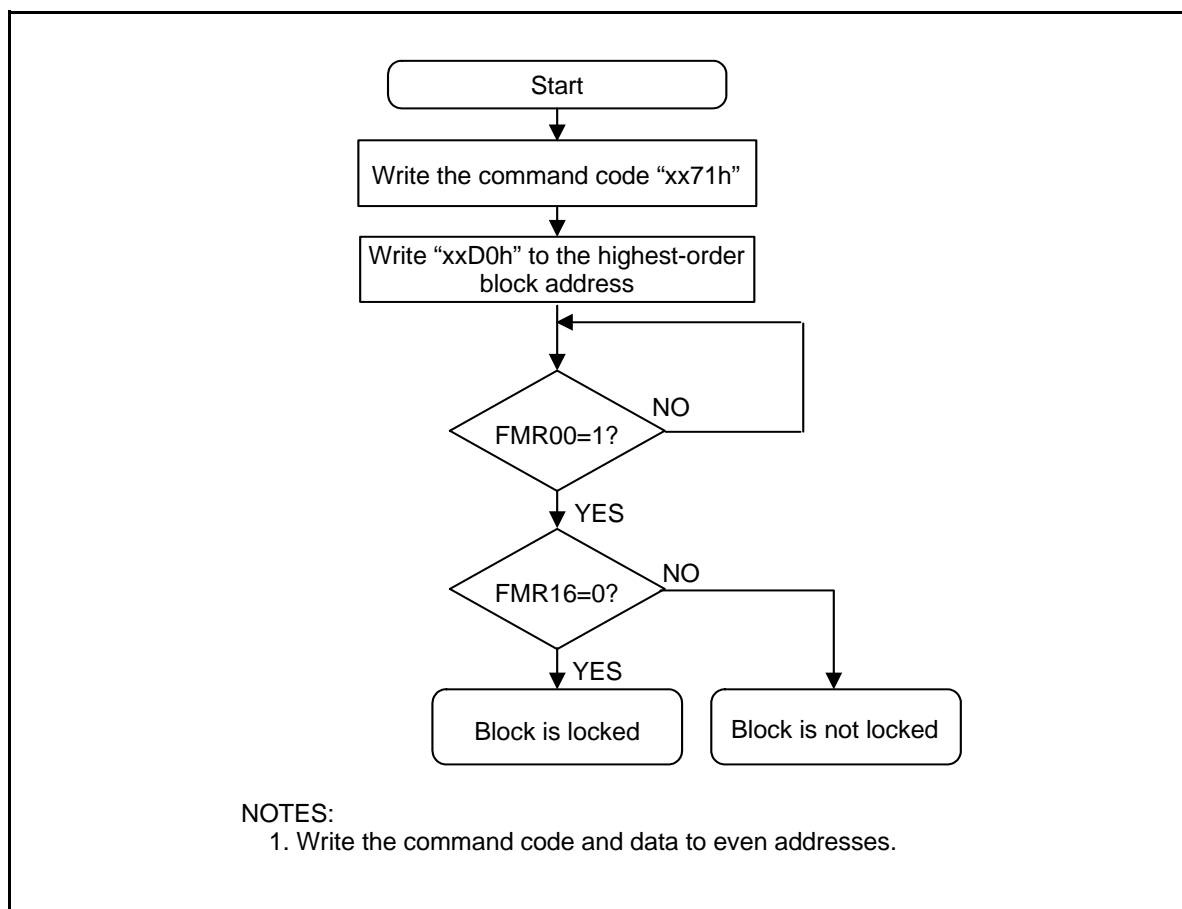 Start
Write the command code “xx71h”
Write “xxD0h” to the highest-order
block address
NO
FMR00=1?
YES
NO
FMR16=0?
YES
Block is locked
Block is not locked
NOTES:
1. Write the command code and data to even addresses.